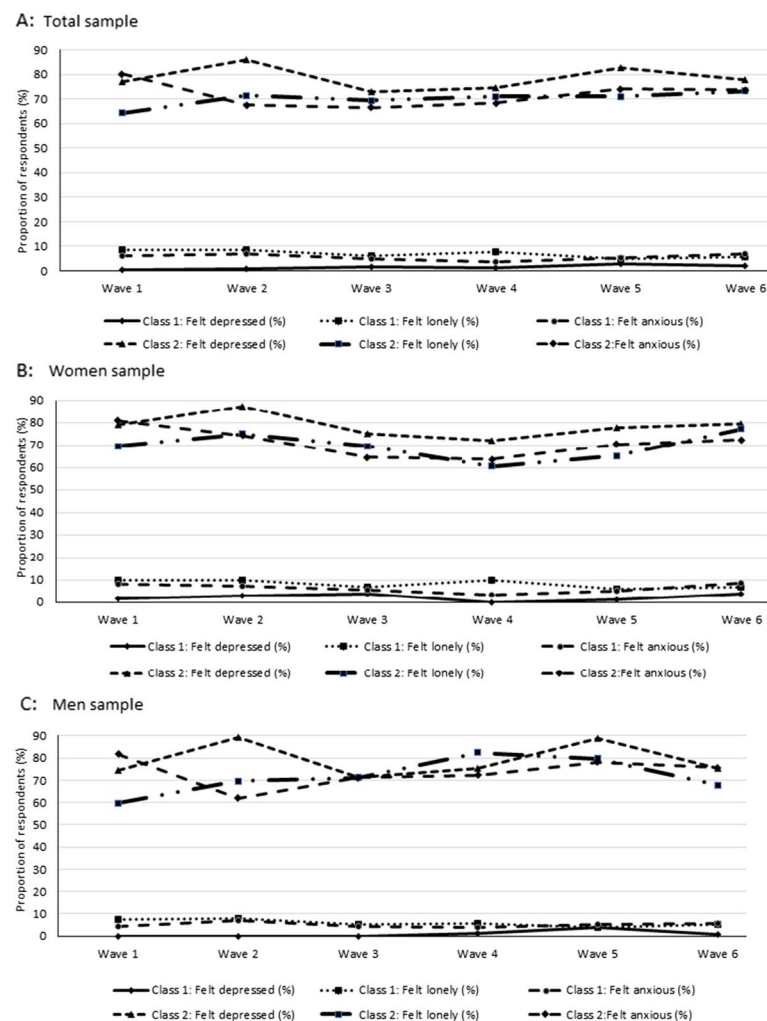 A: Total sample
Proportion of respondents (%)
90
80
70
60
50
40
30
20
10
0
Wave 1 Wave 2 Wave 3 Wave 4 Wave 5 Wave 6
Class 1: Felt depressed (%) Class 1: Felt lonely (%) Class 1: Felt anxious (%)
Class 2: Felt depressed (%) Class 2: Felt lonely (%) Class 2:Felt anxious (%)
B: Women sample
Proportion of respondents (%)
90
80
70
60
50
40
30
20
10
0
Wave 1 Wave 2 Wave 3 Wave 4 Wave 5 Wave 6
Class 1: Felt depressed (%) Class 1: Felt lonely (%) Class 1: Felt anxious (%)
Class 2: Felt depressed (%) Class 2: Felt lonely (%) Class 2:Felt anxious (%)
C: Men sample
Proportion of respondents (%)
90
80
70
60
50
40
30
20
10
0
Wave 1 Wave 2 Wave 3 Wave 4 Wave 5 Wave 6
Class 1: Felt depressed (%) Class 1: Felt lonely (%) Class 1: Felt anxious (%)
Class 2: Felt depressed (%) Class 2: Felt lonely (%) Class 2:Felt anxious (%)